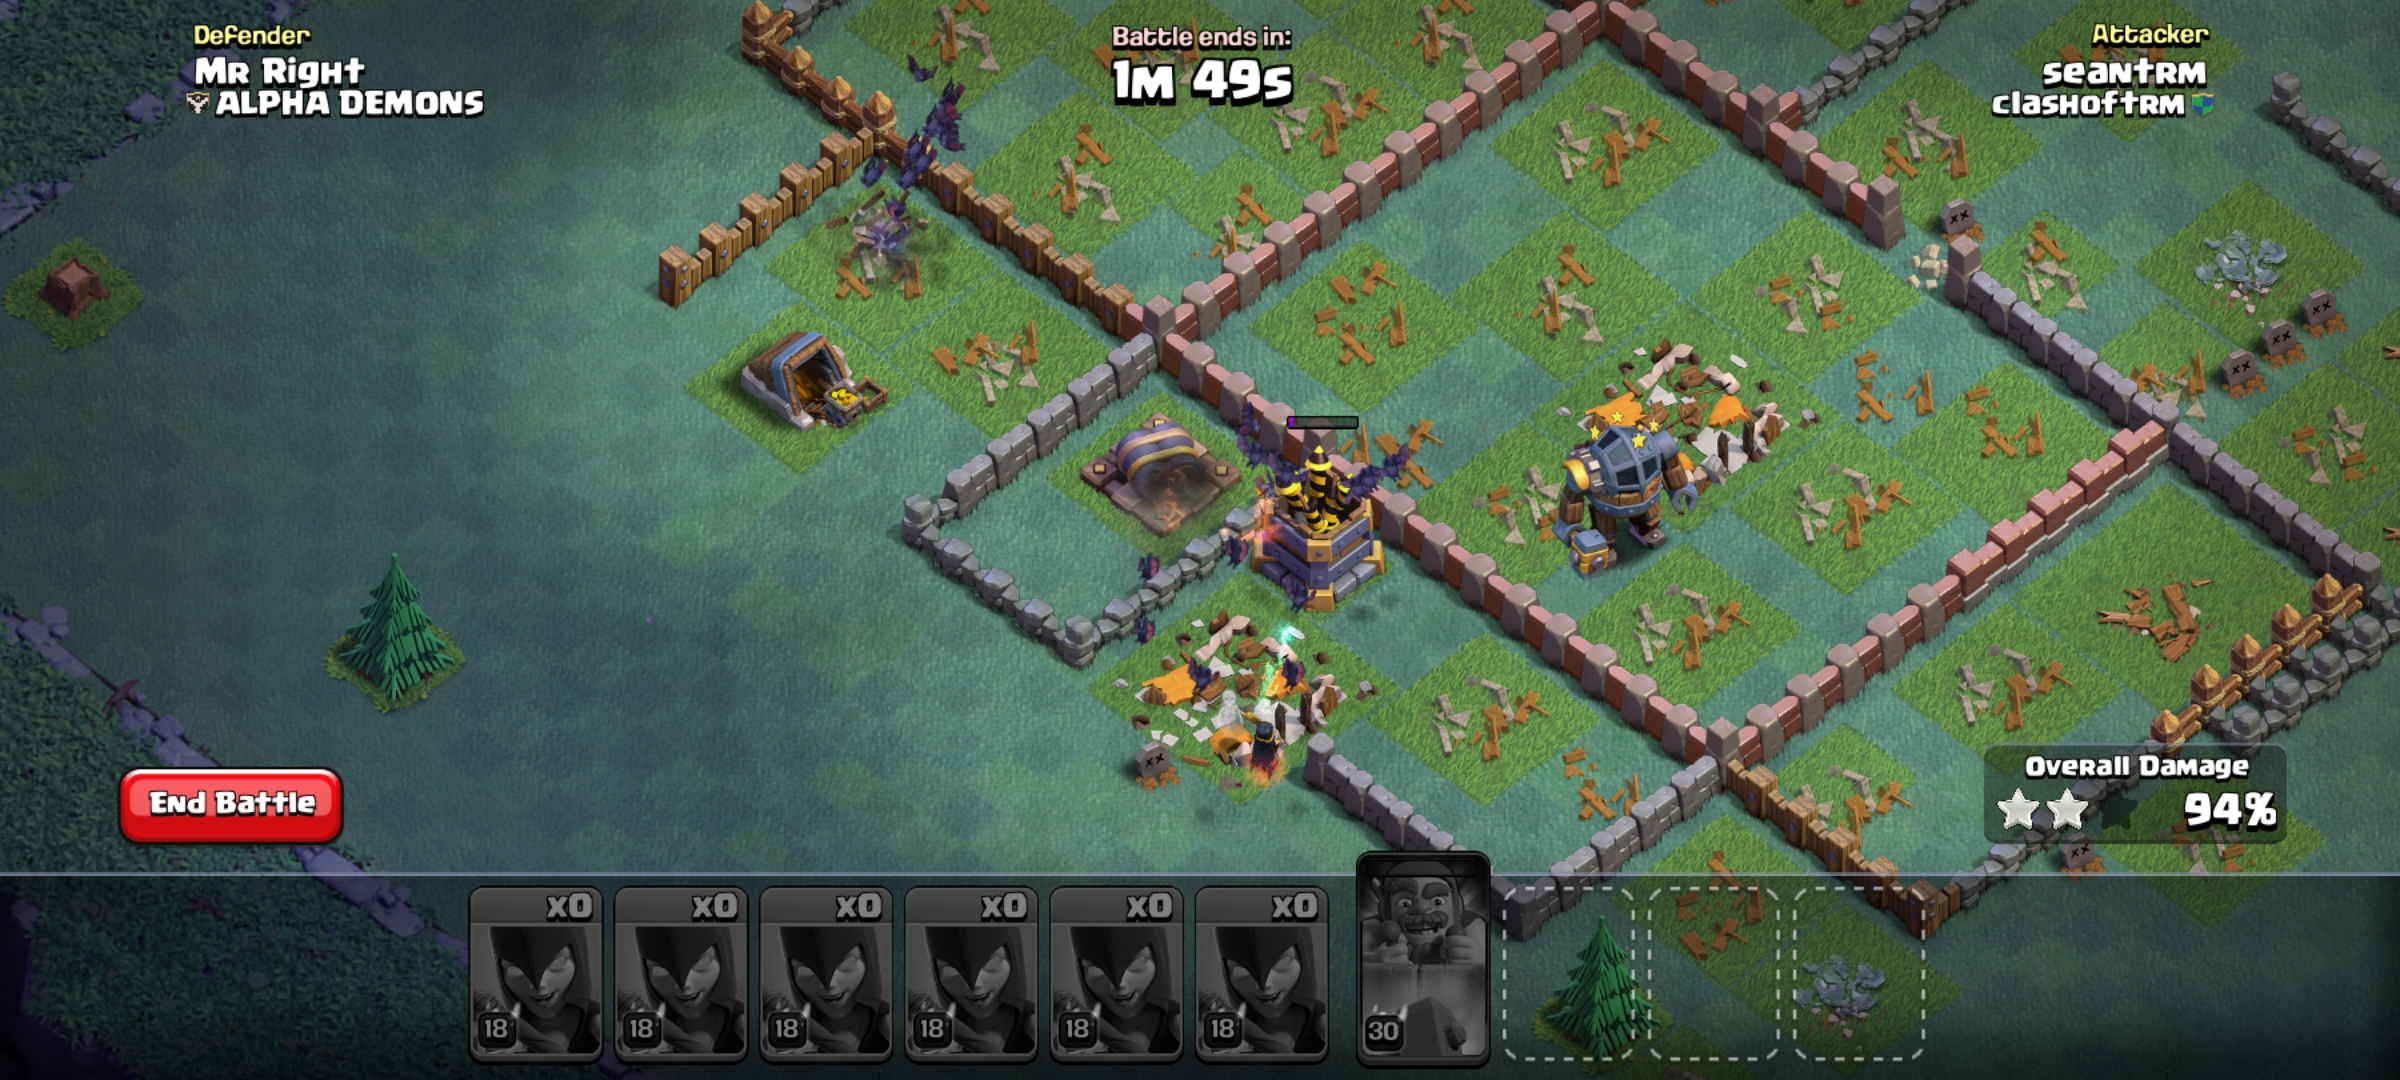 Defender
Mr Right
ALPHA DEMONS
Battle ends in:
1M 49s
Attacker
seantrm
clashoftrm
End Battle
Overall Damage
94%
x0
x0
x0
x0
x0
x0
18
18
18
18
18
18
30